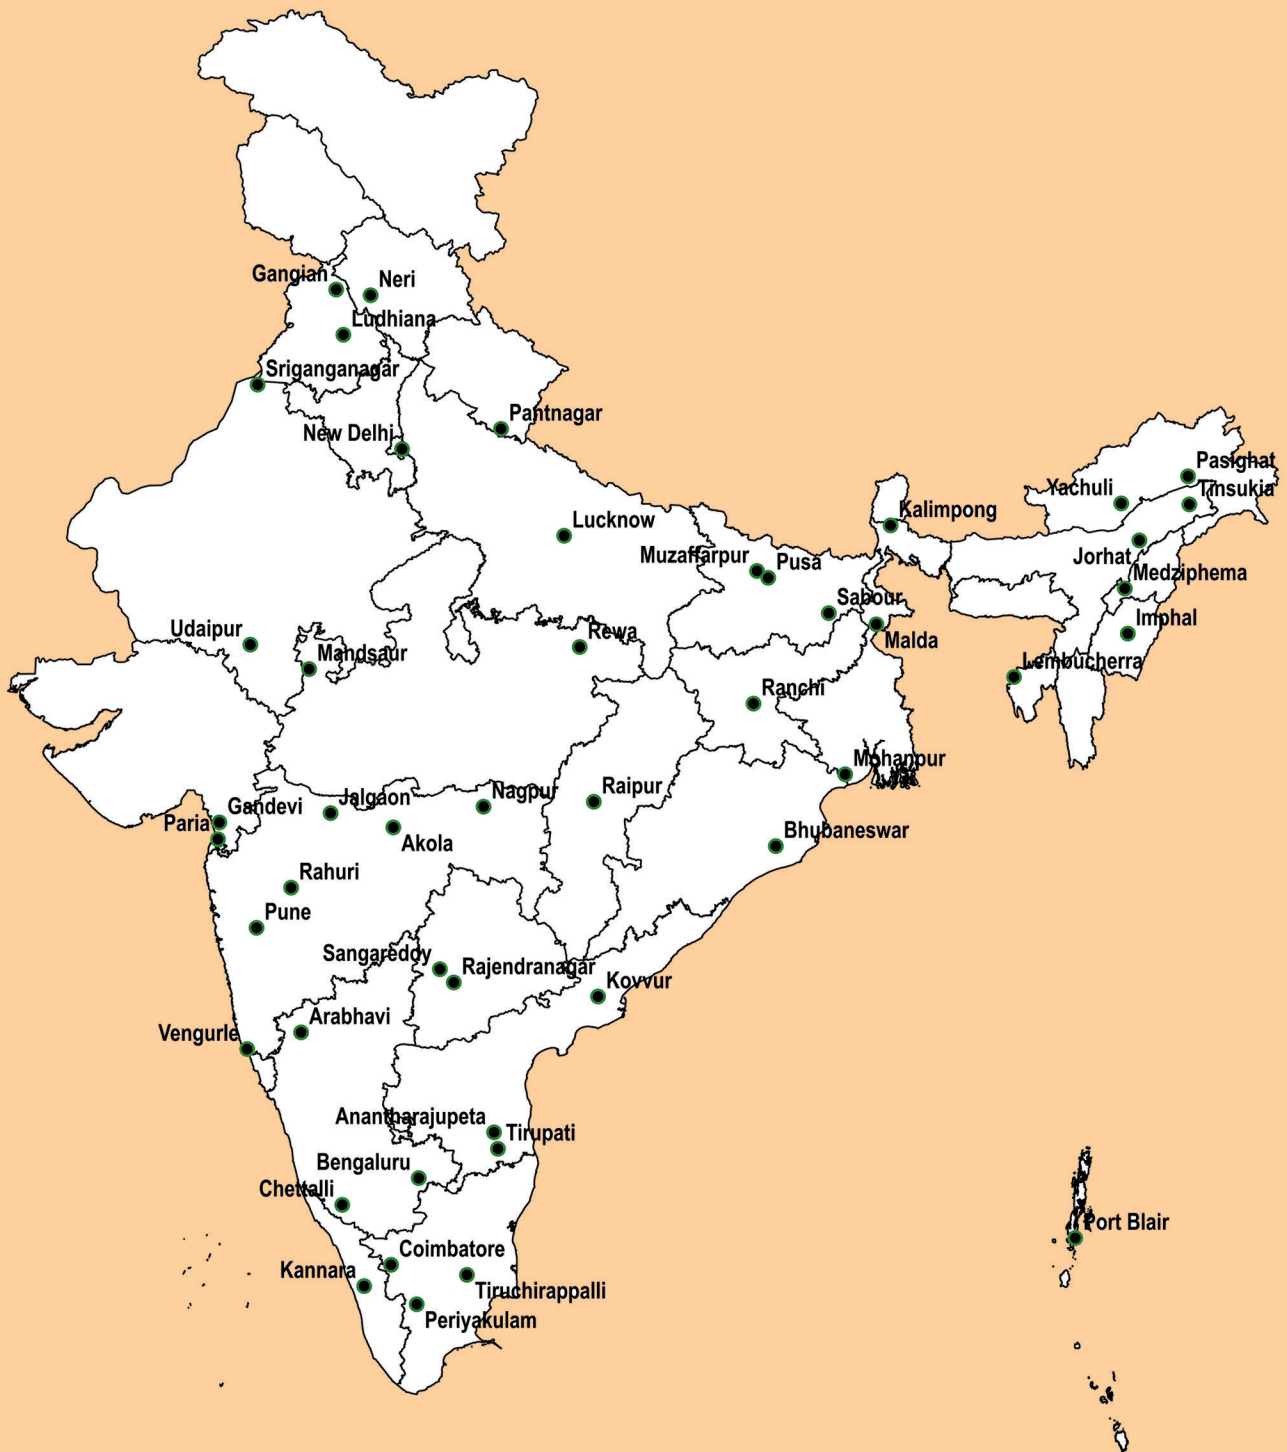 Gangian
Neri
Ludhiana
Sriganganagar
Pantnagar
New Delhi
Pasighat
Yachuli
Tinsukia
Kalimpong
Lucknow
Muzaffarpur
Pusa
Jorhat
Medziphema
Sabour
Imphal
Udaipur
Rewa
Malda
Mandsaur
Lembucherra
Ranchi
Mohanpur
Gandevi
Jalgaon
Nagpur
Raipur
Paria
Akola
Bhubaneswar
Rahuri
Pune
Sangareddy
Rajendranagar
Kovvur
Arabhavi
Vengurle
Anantharajupeta
Tirupati
Bengaluru
Chettalli
Port Blair
Coimbatore
Kannara
Tiruchirappalli
Periyakulam